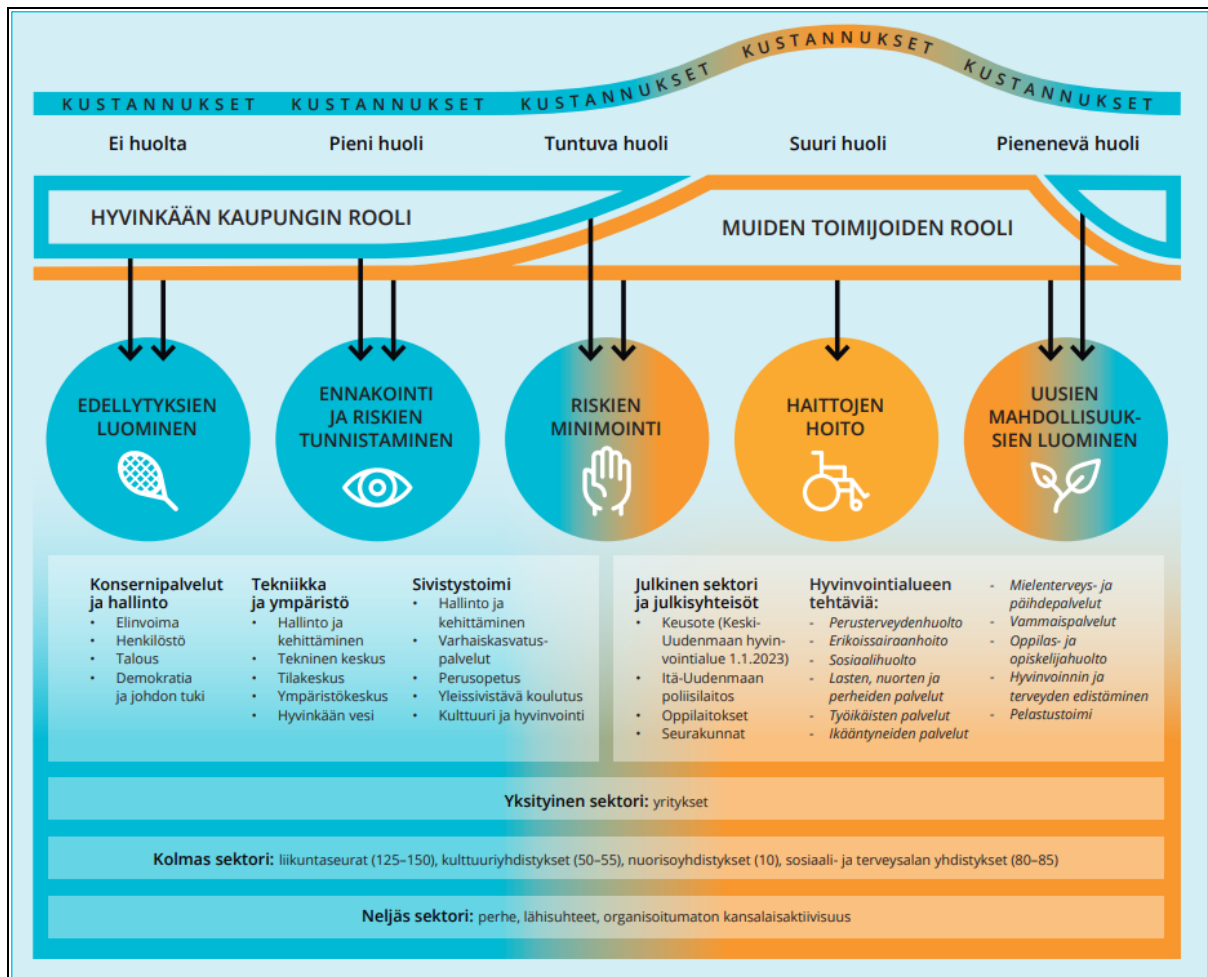 KUSTANNUKSET KUSTANNUKSET KUSTANNUKSET KUSTANNUKSET KUSTANNUKSET
Ei huolta Pieni huoli Tuntuva huoli Suuri huoli Pienenevä huoli
HYVINKÄÄN KAUPUNGIN ROOLI
MUIDEN TOIMIJOIDEN ROOLI
EDELLYTYKSIEN
LUOMINEN
ENNAKOINTI
JA RISKIEN
TUNNISTAMINEN
RISKIEN
MINIMOINTI
HAITTOJEN
HOITO
UUSIEN
MAHDOLLISUUK-
SIEN LUOMINEN
Konsernipalvelut
ja hallinto
• Elinvoima
• Henkilöstö
• Talous
• Demokratia
ja johdon tuki
Tekniikka
ja ympäristö
• Hallinto ja
kehittäminen
• Tekninen keskus
• Tilakeskus
• Ympäristökeskus
• Hyvinkään vesi
Sivistystoimi
• Hallinto ja
kehittäminen
• Varhaiskasvatus-
palvelut
• Perusopetus
• Yleissivistävä koulutus
• Kulttuuri ja hyvinvointi
Julkinen sektori
ja julkisyhteisöt
• Keusote (Keski-
Uudenmaan hyvin-
vointialue 1.1.2023)
• Itä-Uudenmaan
poliisilaitos
• Oppilaitokset
• Seurakunnat
Hyvinvointialueen
tehtäviä:
- Perusterveydenhuolto
- Erikoissairaanhoito
- Sosiaalihuolto
- Lasten, nuorten ja
perheiden palvelut
- Työikäisten palvelut
- Ikääntyneiden palvelut
- Mielenterveys- ja
päihdepalvelut
- Vammaispalvelut
- Oppilas- ja
opiskelijahuolto
- Hyvinvoinnin ja
terveyden edistäminen
- Pelastustoimi
Yksityinen sektori: yritykset
Kolmas sektori: liikuntaseurat (125–150), kulttuuriyhdistykset (50–55), nuorisoyhdistykset (10), sosiaali- ja terveysalan yhdistykset (80–85)
Neljäs sektori: perhe, lähisuhteet, organisoitumaton kansalaisaktiivisuus